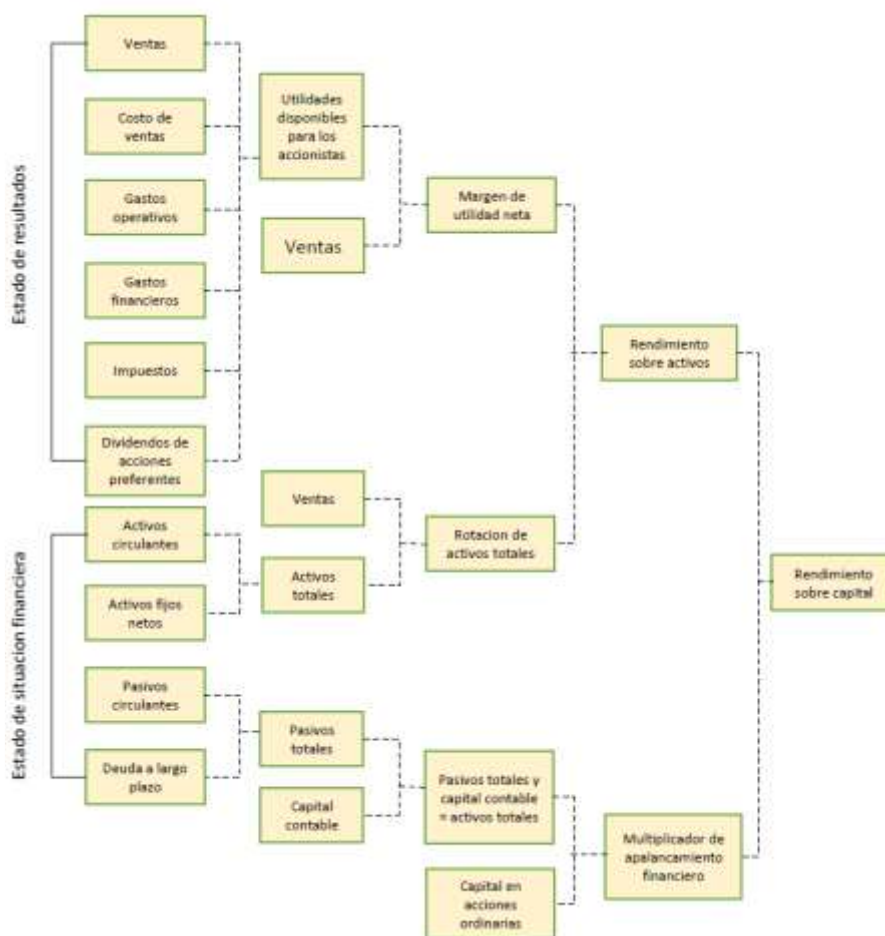 Estado de resultados
Ventas
Costo de
ventas
Gastos
operativos
Gastos
financieros
Impuestos
Dividendos de
acciones
preferentes
Utilidades
disponibles
para los
accionistas
Ventas
Margen de
utilidad neta
Rendimiento
sobre activos
Estado de situacion financiera
Activos
circulantes
Activos fijos
netos
Pasivos
circulantes
Deuda a largo
plazo
Ventas
Activos
totales
Rotacion de
activos totales
Rendimiento
sobre capital
Pasivos
totales
Capital
contable
Pasivos totales y
capital contable
= activos totales
Capital en
acciones
ordinarias
Multiplicador de
apalancamiento
financiero